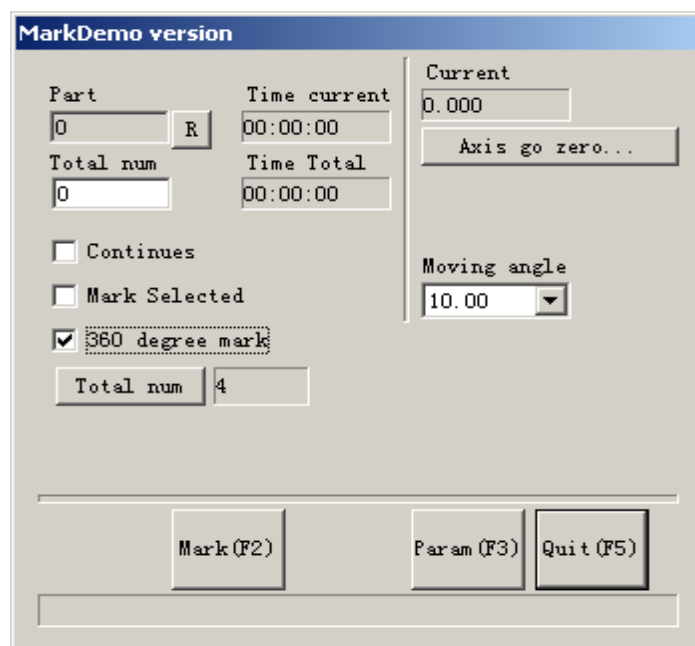 MarkDemo version
Part Time current
0 R 00:00:00
Total num Time Total
0 00:00:00
Continues
Mark Selected
360 degree mark
Total num 4
Current
0.000
Axis go zero...
Moving angle
10.00
Mark(F2) Param(F3) Quit(F5)